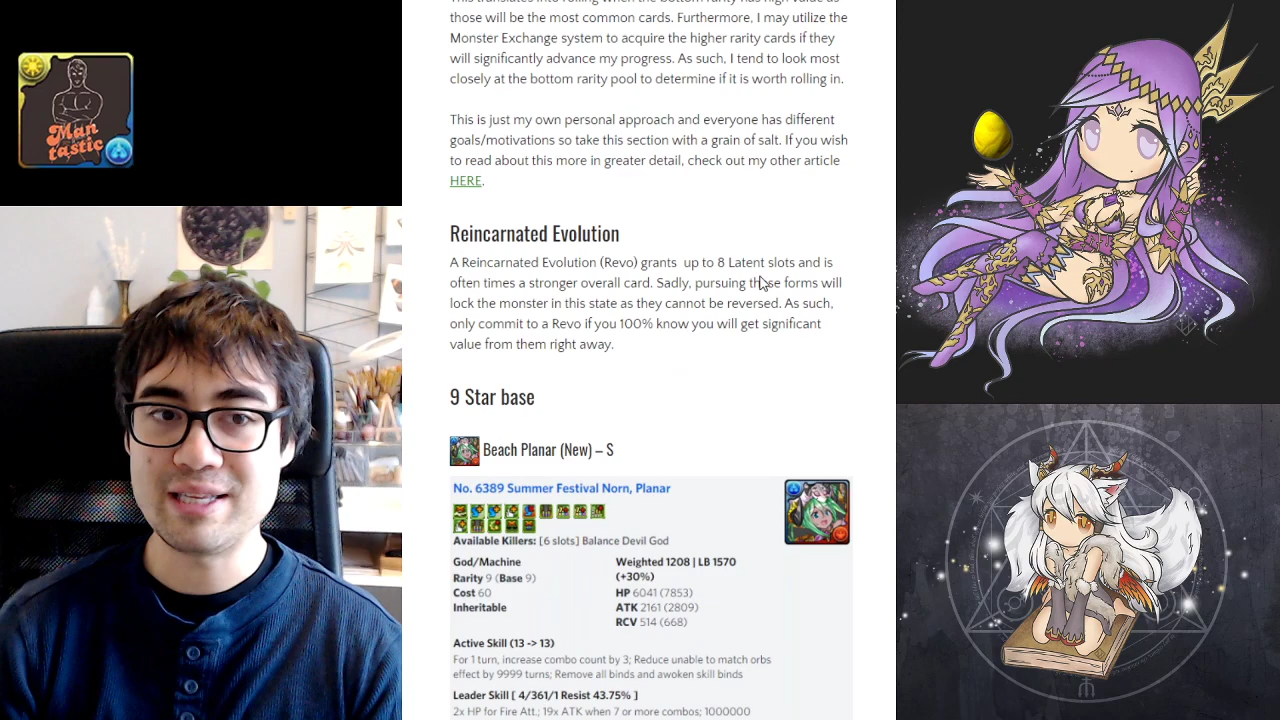 Man
tastic
This translates into rolling when the bottom rarity has high value as
those will be the most common cards. Furthermore, I may utilize the
Monster Exchange system to acquire the higher rarity cards if they
will significantly advance my progress. As such, I tend to look most
closely at the bottom rarity pool to determine if it is worth rolling in.
This is just my own personal approach and everyone has different
goals/motivations so take this section with a grain of salt. If you wish
to read about this more in greater detail, check out my other article
HERE.
Reincarnated Evolution
A Reincarnated Evolution (Revo) grants up to 8 Latent slots and is
often times a stronger overall card. Sadly, pursuing these forms will
lock the monster in this state as they cannot be reversed. As such,
only commit to a Revo if you 100% know you will get significant
value from them right away.
9 Star base
Beach Planar (New) – S
No. 6389 Summer Festival Norn, Planar
Available Killers: [6 slots] Balance Devil God
God/Machine
Rarity 9 (Base 9)
Cost 60
Inheritable
Weighted 1208 | LB 1570
(+30%)
HP 6041 (7853)
ATK 2161 (2809)
RCV 514 (668)
Active Skill (13 -> 13)
For 1 turn, increase combo count by 3; Reduce unable to match orbs
effect by 9999 turns; Remove all binds and awoken skill binds
Leader Skill [ 4/361/1 Resist 43.75% ]
2x HP for Fire Att.; 19x ATK when 7 or more combos; 1000000